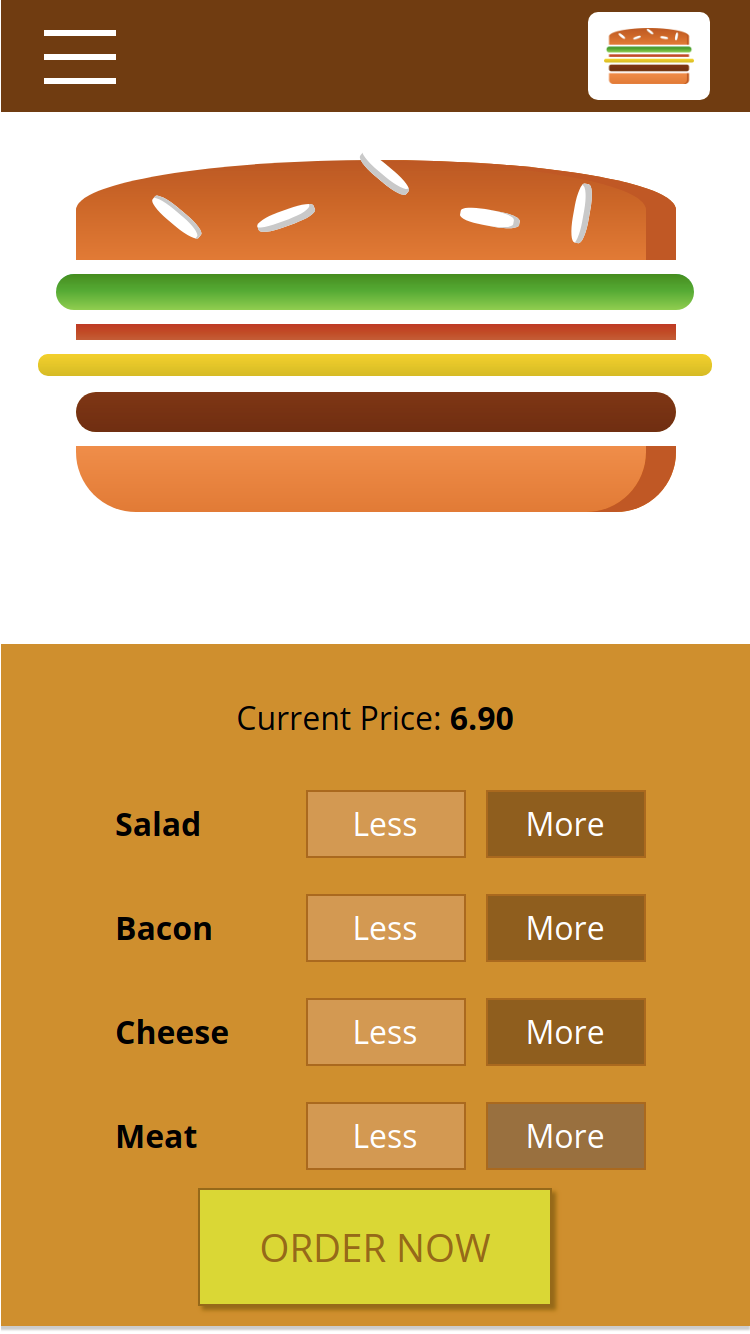 Current Price: 6.90
Salad Less More
Bacon Less More
Cheese Less More
Meat Less More
ORDER NOW